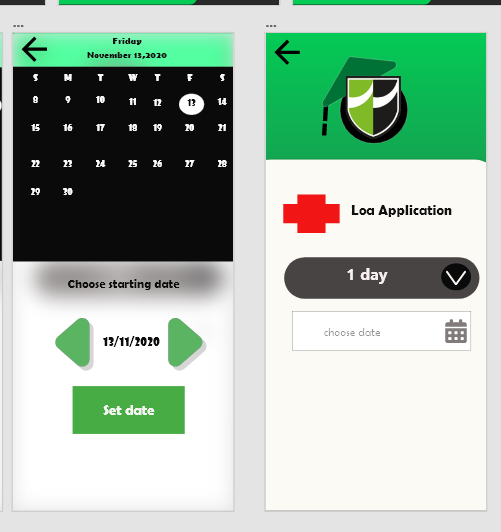 ...
Friday
November 13,2020
S M T W T F S
8 9 10 11 12 13 14
15 16 17 18 19 20 21
22 23 24 25 26 27 28
29 30
Choose starting date
13/11/2020
Set date
...
Loa Application
1 day
choose date